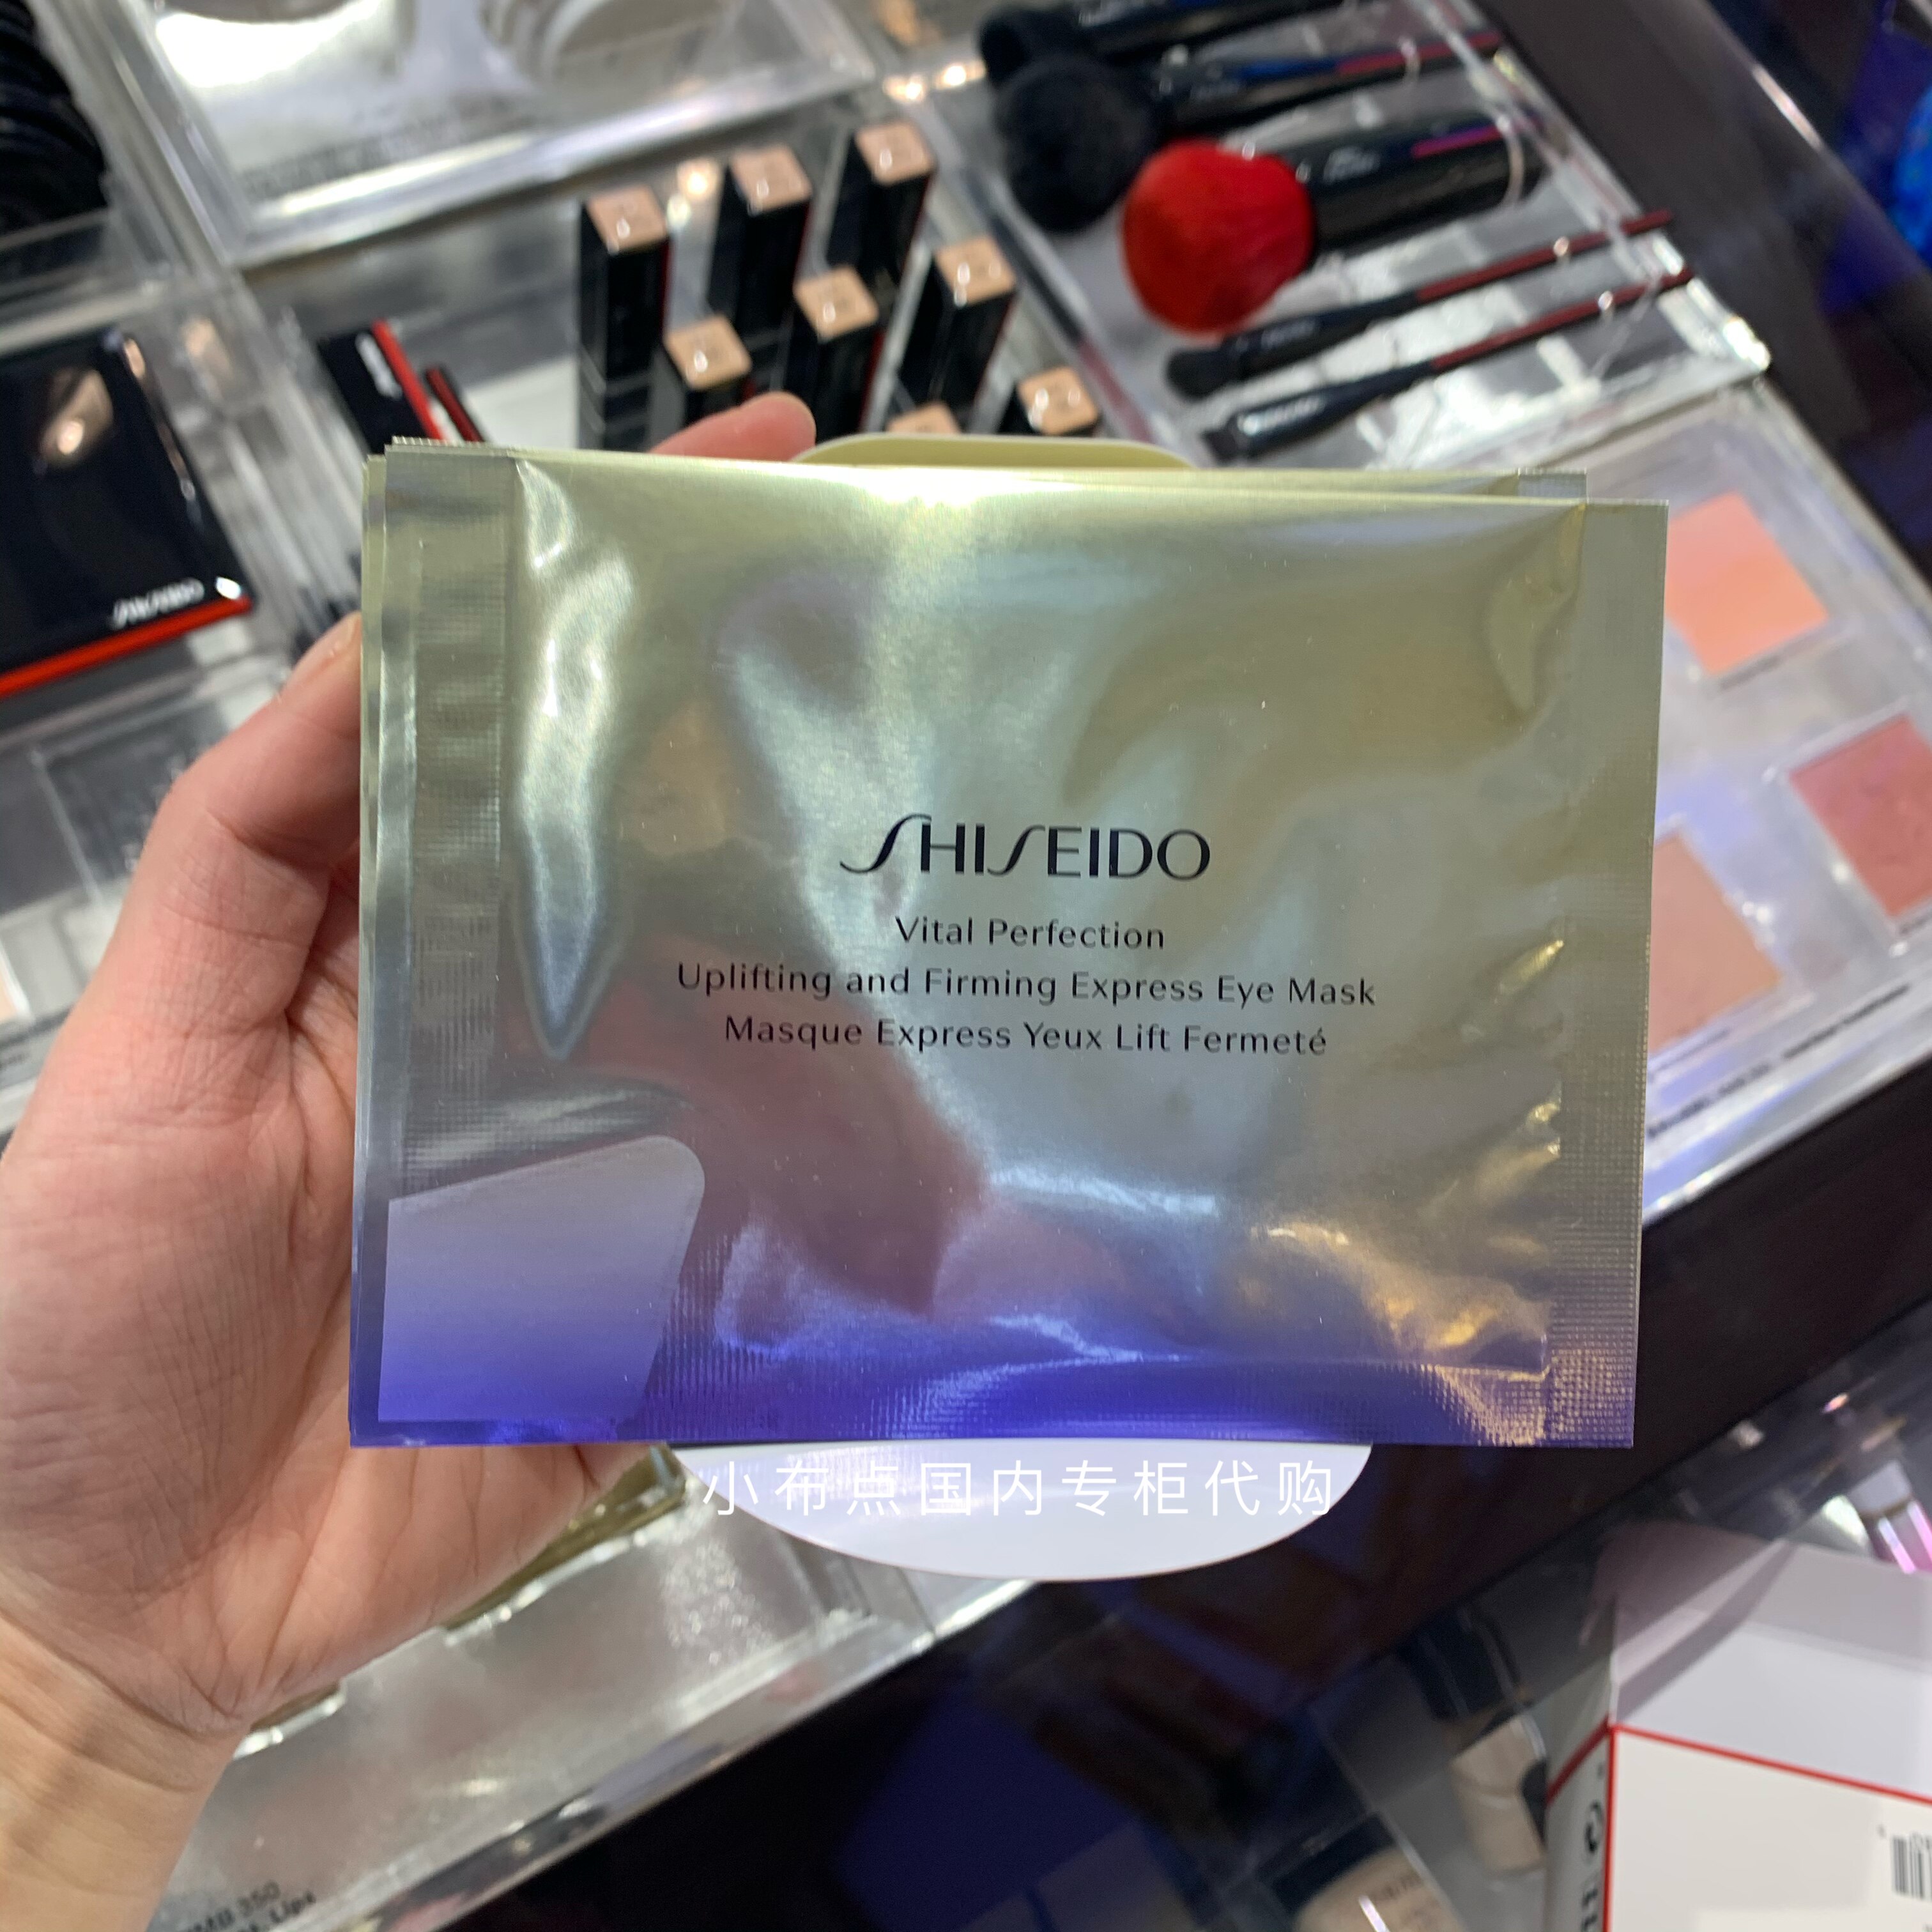 SHISEIDO
SHISEIDO
Vital Perfection
Uplifting and Firming Express Eye Mask
Masque Express Yeux Lift Fermeté
小布点国内专柜代购